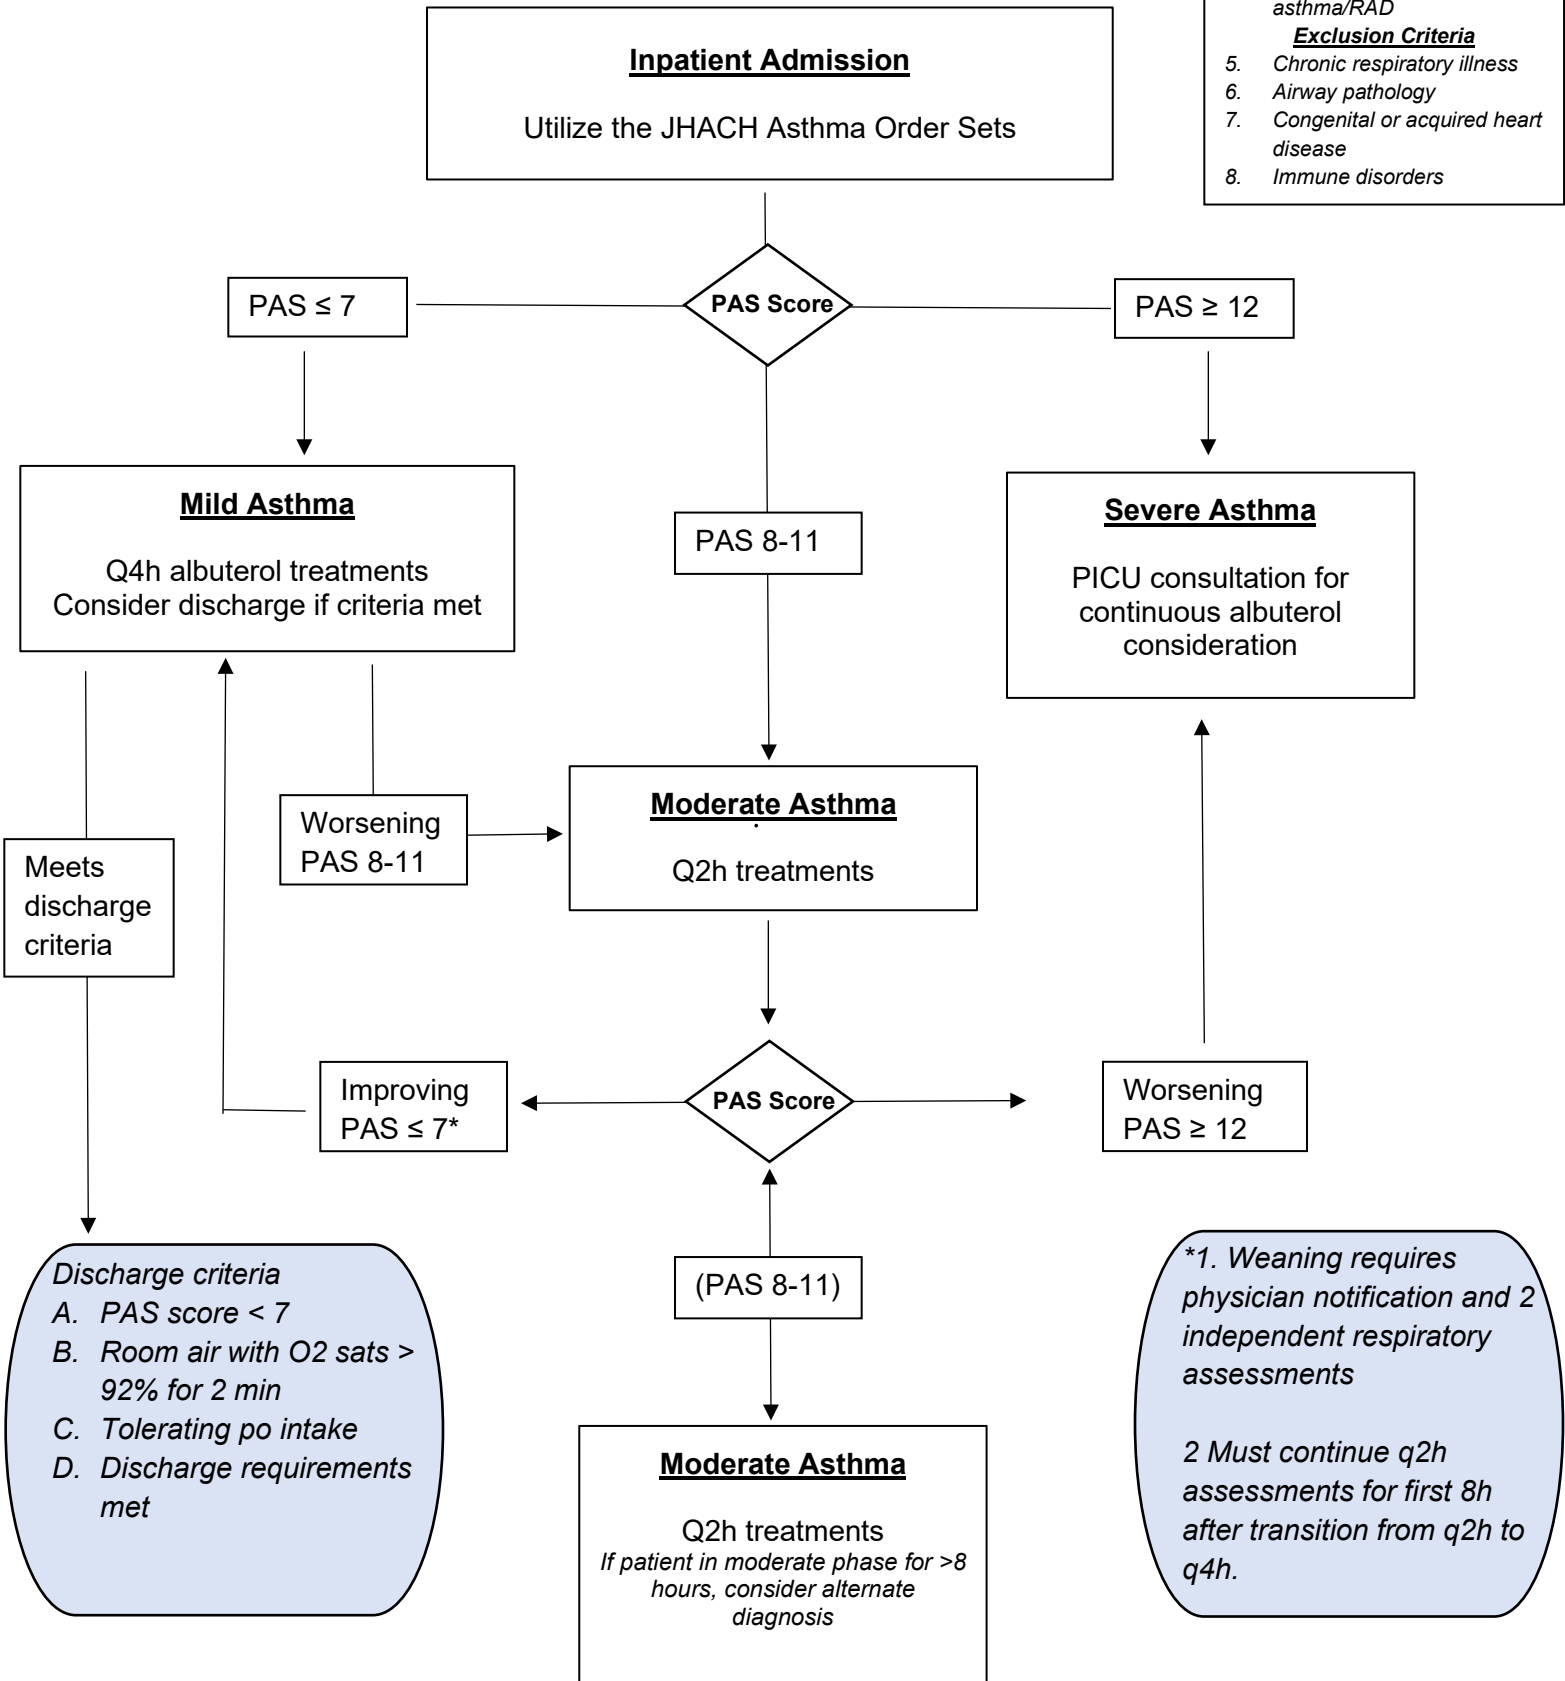 asthma/RAD
Exclusion Criteria
5. Chronic respiratory illness
6. Airway pathology
7. Congenital or acquired heart
disease
8. Immune disorders
Inpatient Admission
Utilize the JHACH Asthma Order Sets
PAS Score
PAS ≤ 7
PAS ≥ 12
Mild Asthma
Q4h albuterol treatments
Consider discharge if criteria met
PAS 8-11
Severe Asthma
PICU consultation for
continuous albuterol
consideration
Worsening
PAS 8-11
Moderate Asthma
.
Q2h treatments
Meets
discharge
criteria
Improving
PAS ≤ 7*
PAS Score
Worsening
PAS ≥ 12
Discharge criteria
A. PAS score < 7
B. Room air with O2 sats >
92% for 2 min
C. Tolerating po intake
D. Discharge requirements
met
(PAS 8-11)
Moderate Asthma
Q2h treatments
If patient in moderate phase for >8
hours, consider alternate
diagnosis
*1. Weaning requires
physician notification and 2
independent respiratory
assessments
2 Must continue q2h
assessments for first 8h
after transition from q2h to
q4h.